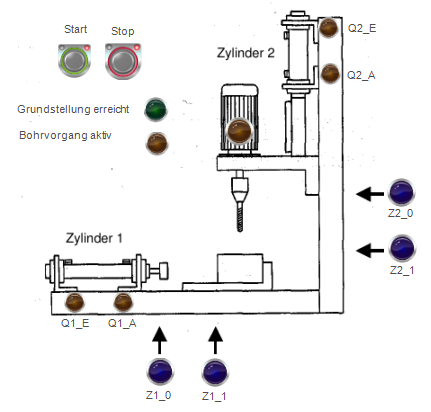 Start
Stop
Q2_E
Zylinder 2
Q2_A
Grundstellung erreicht
Bohrvorgang aktiv
Z2_0
Zylinder 1
Z2_1
Q1_E
Q1_A
Z1_0
Z1_1